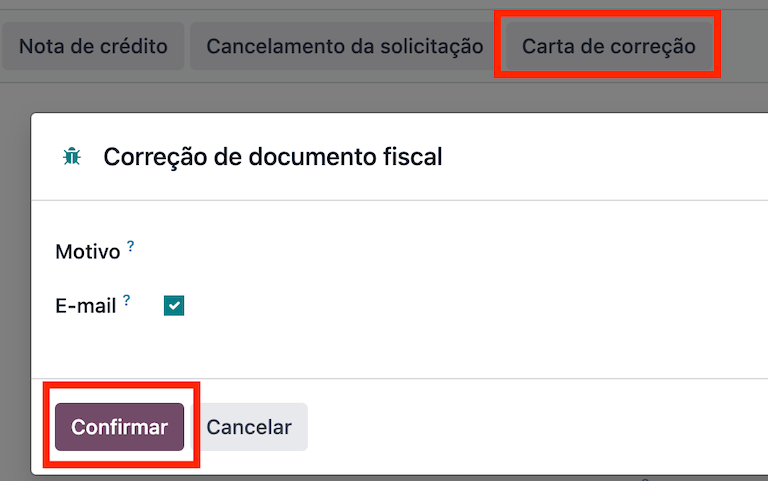 Nota de crédito Cancelamento da solicitação Carta de correção
Correção de documento fiscal
Motivo ?
E-mail ?
Confirmar Cancelar